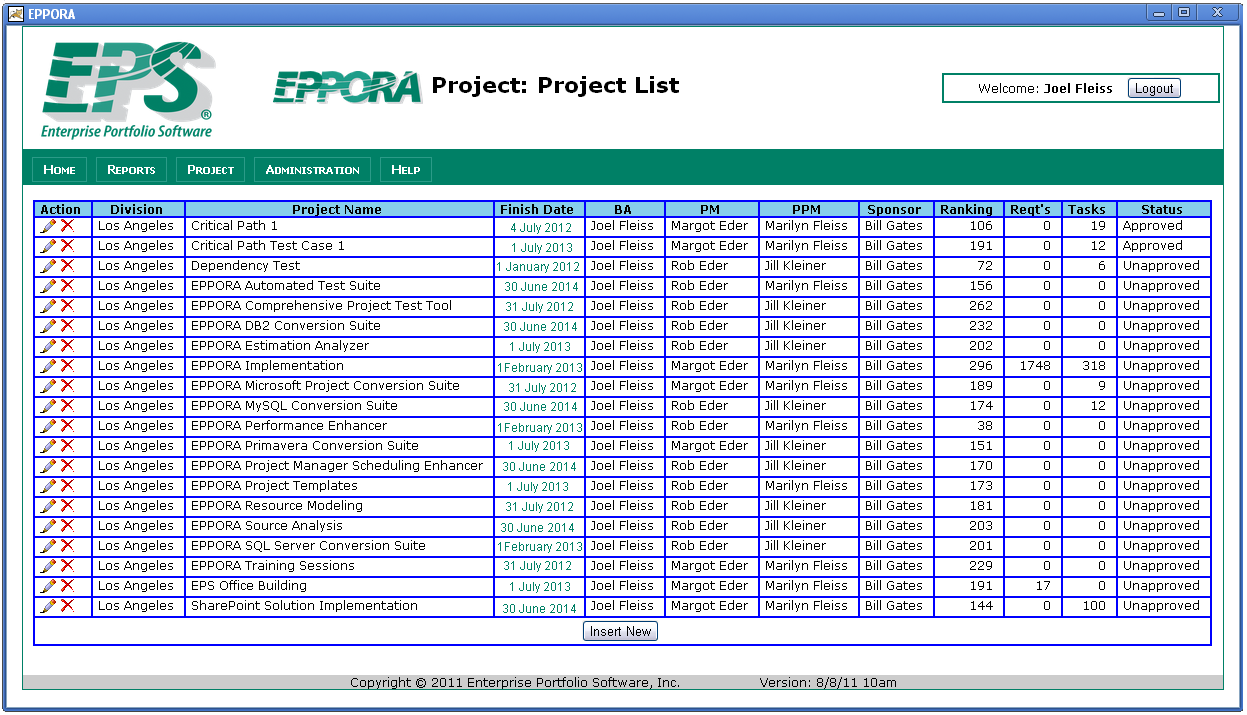 EPPORA
EPS®
Enterprise Portfolio Software
EPPORA Project: Project List
Welcome: Joel Fleiss Logout
Home Reports Project Administration Help
Action Division Project Name Finish Date BA PM PPM Sponsor Ranking Reqt's Tasks Status
Los Angeles Critical Path 1 4 July 2012 Joel Fleiss Margot Eder Marilyn Fleiss Bill Gates 106 0 19 Approved
Los Angeles Critical Path Test Case 1 1 July 2013 Joel Fleiss Margot Eder Marilyn Fleiss Bill Gates 191 0 12 Approved
Los Angeles Dependency Test 1 January 2012 Joel Fleiss Rob Eder Jill Kleiner Bill Gates 72 0 6 Unapproved
Los Angeles EPPORA Automated Test Suite 30 June 2014 Joel Fleiss Rob Eder Marilyn Fleiss Bill Gates 156 0 0 Unapproved
Los Angeles EPPORA Comprehensive Project Test Tool 31 July 2012 Joel Fleiss Rob Eder Jill Kleiner Bill Gates 262 0 0 Unapproved
Los Angeles EPPORA DB2 Conversion Suite 30 June 2014 Joel Fleiss Rob Eder Jill Kleiner Bill Gates 232 0 0 Unapproved
Los Angeles EPPORA Estimation Analyzer 1 July 2013 Joel Fleiss Rob Eder Jill Kleiner Bill Gates 202 0 0 Unapproved
Los Angeles EPPORA Implementation 1February 2013 Joel Fleiss Margot Eder Marilyn Fleiss Bill Gates 296 1748 318 Unapproved
Los Angeles EPPORA Microsoft Project Conversion Suite 31 July 2012 Joel Fleiss Margot Eder Marilyn Fleiss Bill Gates 189 0 9 Unapproved
Los Angeles EPPORA MySQL Conversion Suite 30 June 2014 Joel Fleiss Rob Eder Jill Kleiner Bill Gates 174 0 12 Unapproved
Los Angeles EPPORA Performance Enhancer 1February 2013 Joel Fleiss Rob Eder Marilyn Fleiss Bill Gates 38 0 0 Unapproved
Los Angeles EPPORA Primavera Conversion Suite 1 July 2013 Joel Fleiss Margot Eder Jill Kleiner Bill Gates 151 0 0 Unapproved
Los Angeles EPPORA Project Manager Scheduling Enhancer 30 June 2014 Joel Fleiss Rob Eder Jill Kleiner Bill Gates 170 0 0 Unapproved
Los Angeles EPPORA Project Templates 1 July 2013 Joel Fleiss Rob Eder Marilyn Fleiss Bill Gates 173 0 0 Unapproved
Los Angeles EPPORA Resource Modeling 31 July 2012 Joel Fleiss Rob Eder Jill Kleiner Bill Gates 181 0 0 Unapproved
Los Angeles EPPORA Source Analysis 30 June 2014 Joel Fleiss Rob Eder Jill Kleiner Bill Gates 203 0 0 Unapproved
Los Angeles EPPORA SQL Server Conversion Suite 1February 2013 Joel Fleiss Rob Eder Jill Kleiner Bill Gates 201 0 0 Unapproved
Los Angeles EPPORA Training Sessions 31 July 2012 Joel Fleiss Margot Eder Marilyn Fleiss Bill Gates 229 0 0 Unapproved
Los Angeles EPS Office Building 1 July 2013 Joel Fleiss Margot Eder Marilyn Fleiss Bill Gates 191 17 0 Unapproved
Los Angeles SharePoint Solution Implementation 30 June 2014 Joel Fleiss Margot Eder Marilyn Fleiss Bill Gates 144 0 100 Unapproved
Insert New
Copyright © 2011 Enterprise Portfolio Software, Inc. Version: 8/8/11 10am